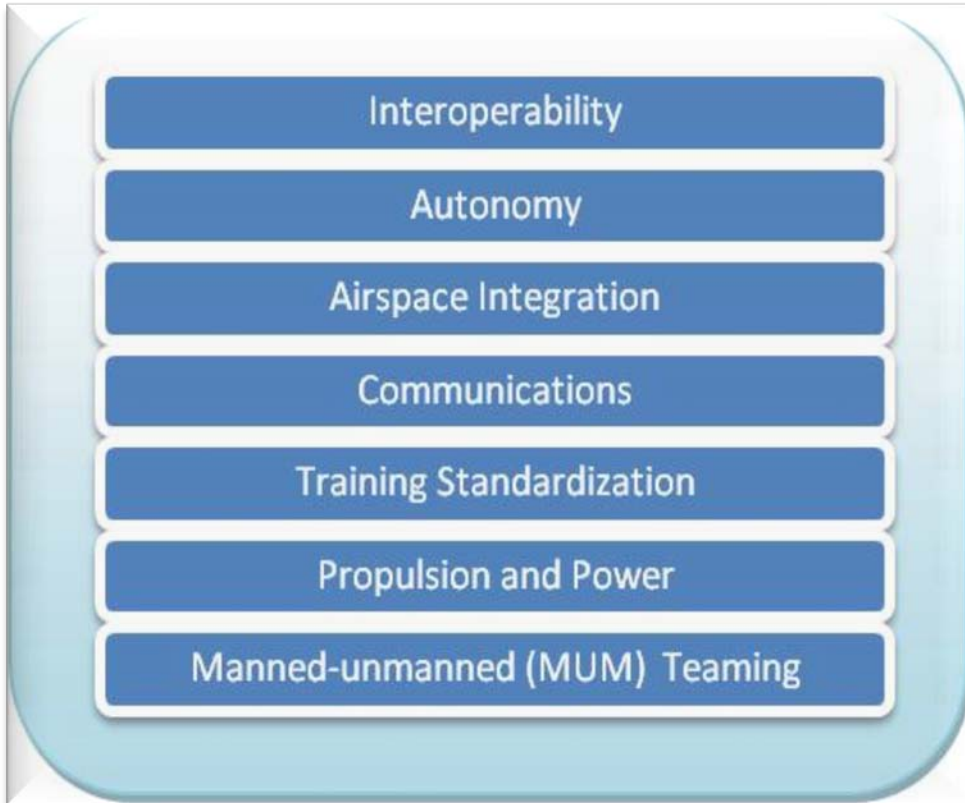 Interoperability
Autonomy
Airspace Integration
Communications
Training Standardization
Propulsion and Power
Manned-unmanned (MUM) Teaming